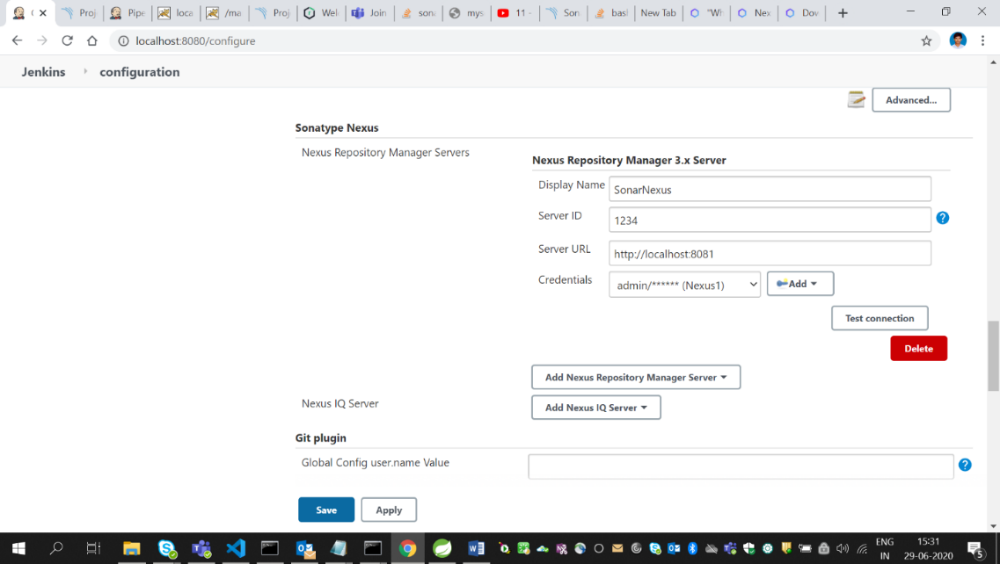 Proj
Pipe
loca
/ma
Proj
Wel
Join
son
mys
11 -
Son
bas
New Tab
"Wh
Nex
Dov
localhost:8080/configure
Jenkins
configuration
Advanced...
Sonatype Nexus
Nexus Repository Manager Servers
Nexus Repository Manager 3.x Server
Display Name SonarNexus
Server ID 1234
Server URL http://localhost:8081
Credentials admin/****** (Nexus1) Add
Test connection
Delete
Add Nexus Repository Manager Server
Nexus IQ Server Add Nexus IQ Server
Git plugin
Global Config user.name Value
Save Apply
ENG 15:31
IN 29-06-2020
5